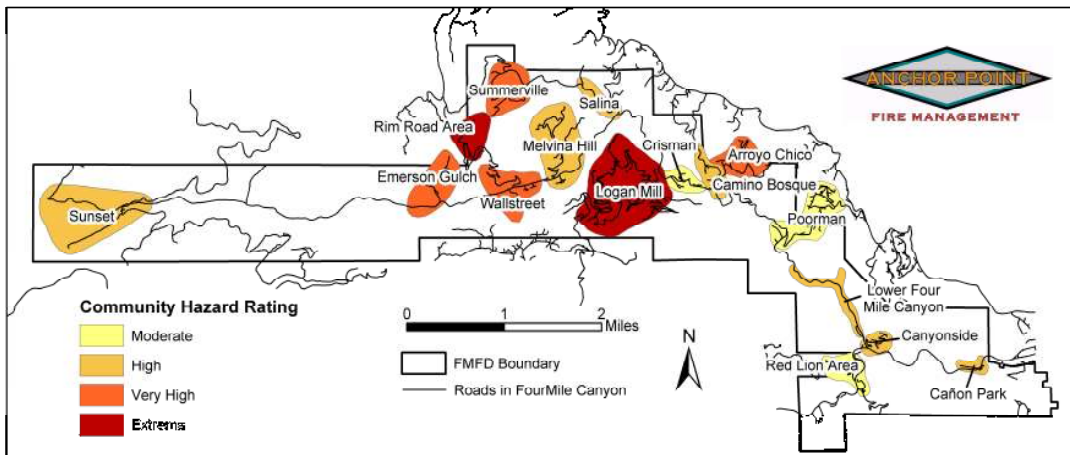 ANCHOR POINT
FIRE MANAGEMENT
Summerville
Salina
Rim Road Area
Melvina Hill
Crisman
Arroyo Chico
Emerson Gulch
Logan Mill
Camino Bosque
Wallstreet
Sunset
Poorman
Lower Four
Mile Canyon
Canyonside
Red Lion Area
Cañon Park
Community Hazard Rating
Moderate
High
Very High
Extreme
0 1 2
Miles
N
FMFD Boundary
Roads in FourMile Canyon